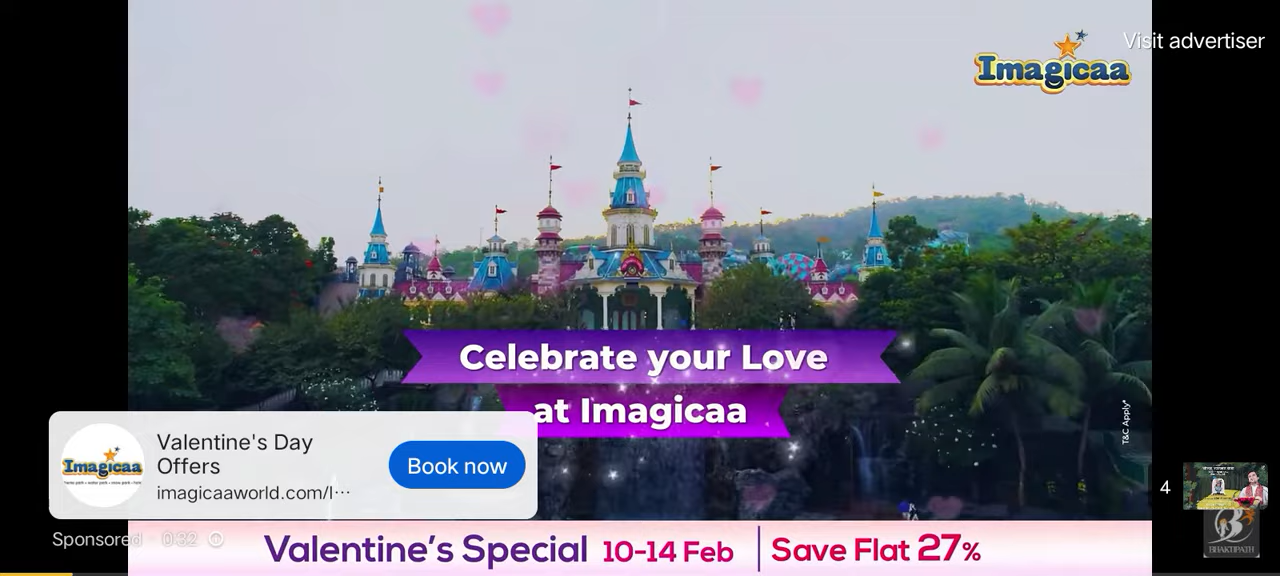 Visit advertiser
Imagicaa
Celebrate your Love
at Imagicaa
T&C Apply*
Valentine's Day
Offers
imagicaaworld.com/l···
Book now
Imagicaa
4
BHAKTIPATH
Sponsored · 0:32
Valentine's Special 10-14 Feb | Save Flat 27%